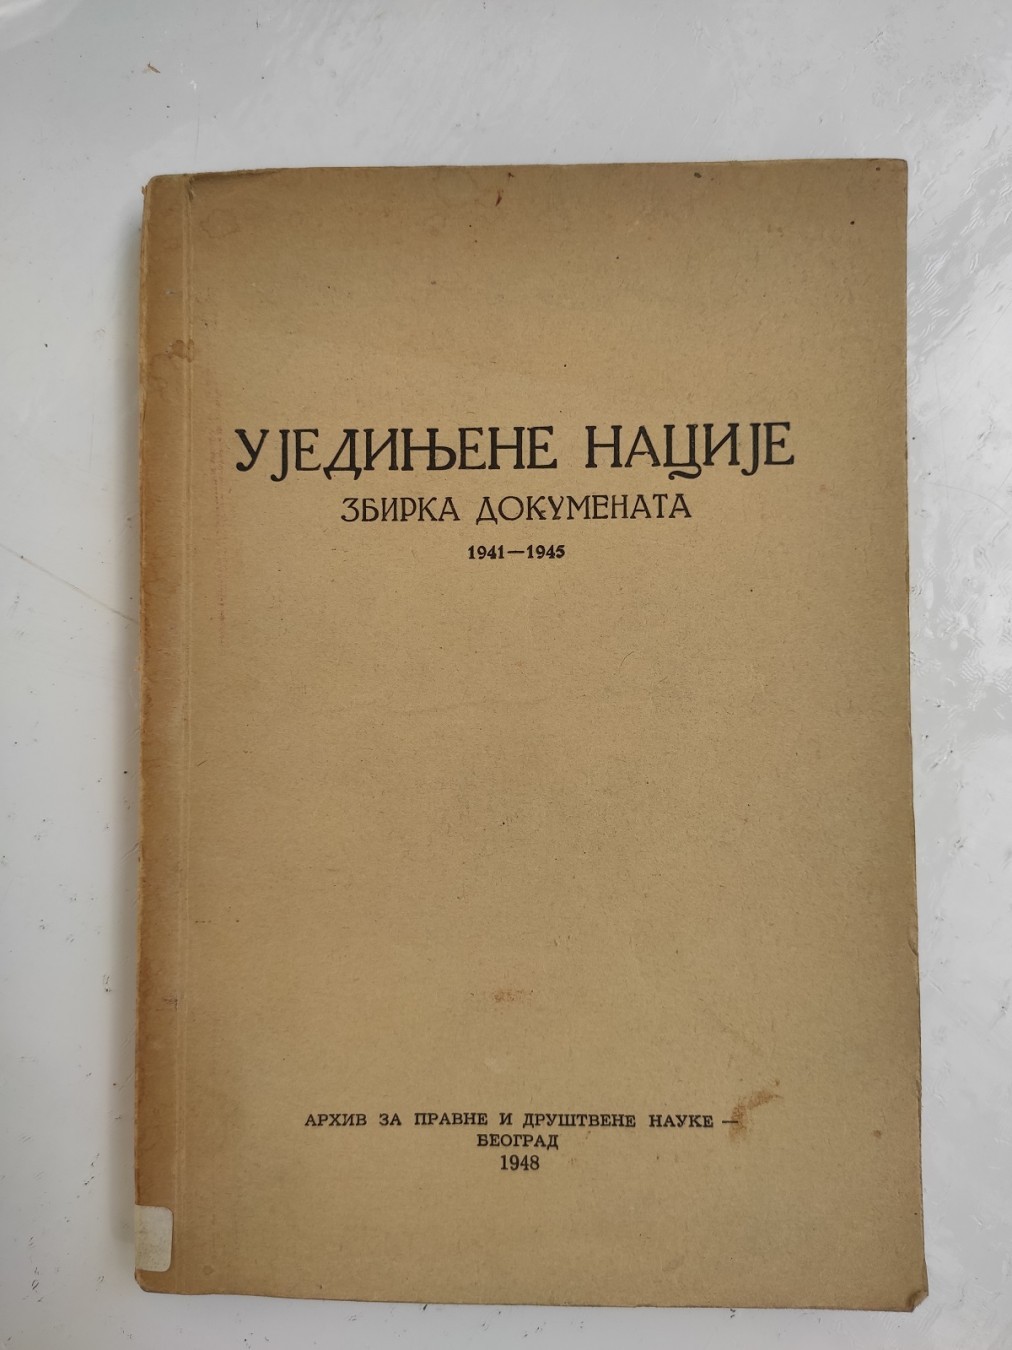 УЈЕДИЊЕНЕ НАЦИЈЕ
ЗБИРКА ДОКУМЕНАТА
1941—1945
АРХИВ ЗА ПРАВНЕ И ДРУШТВЕНЕ НАУКЕ —
БЕОГРАД
1948